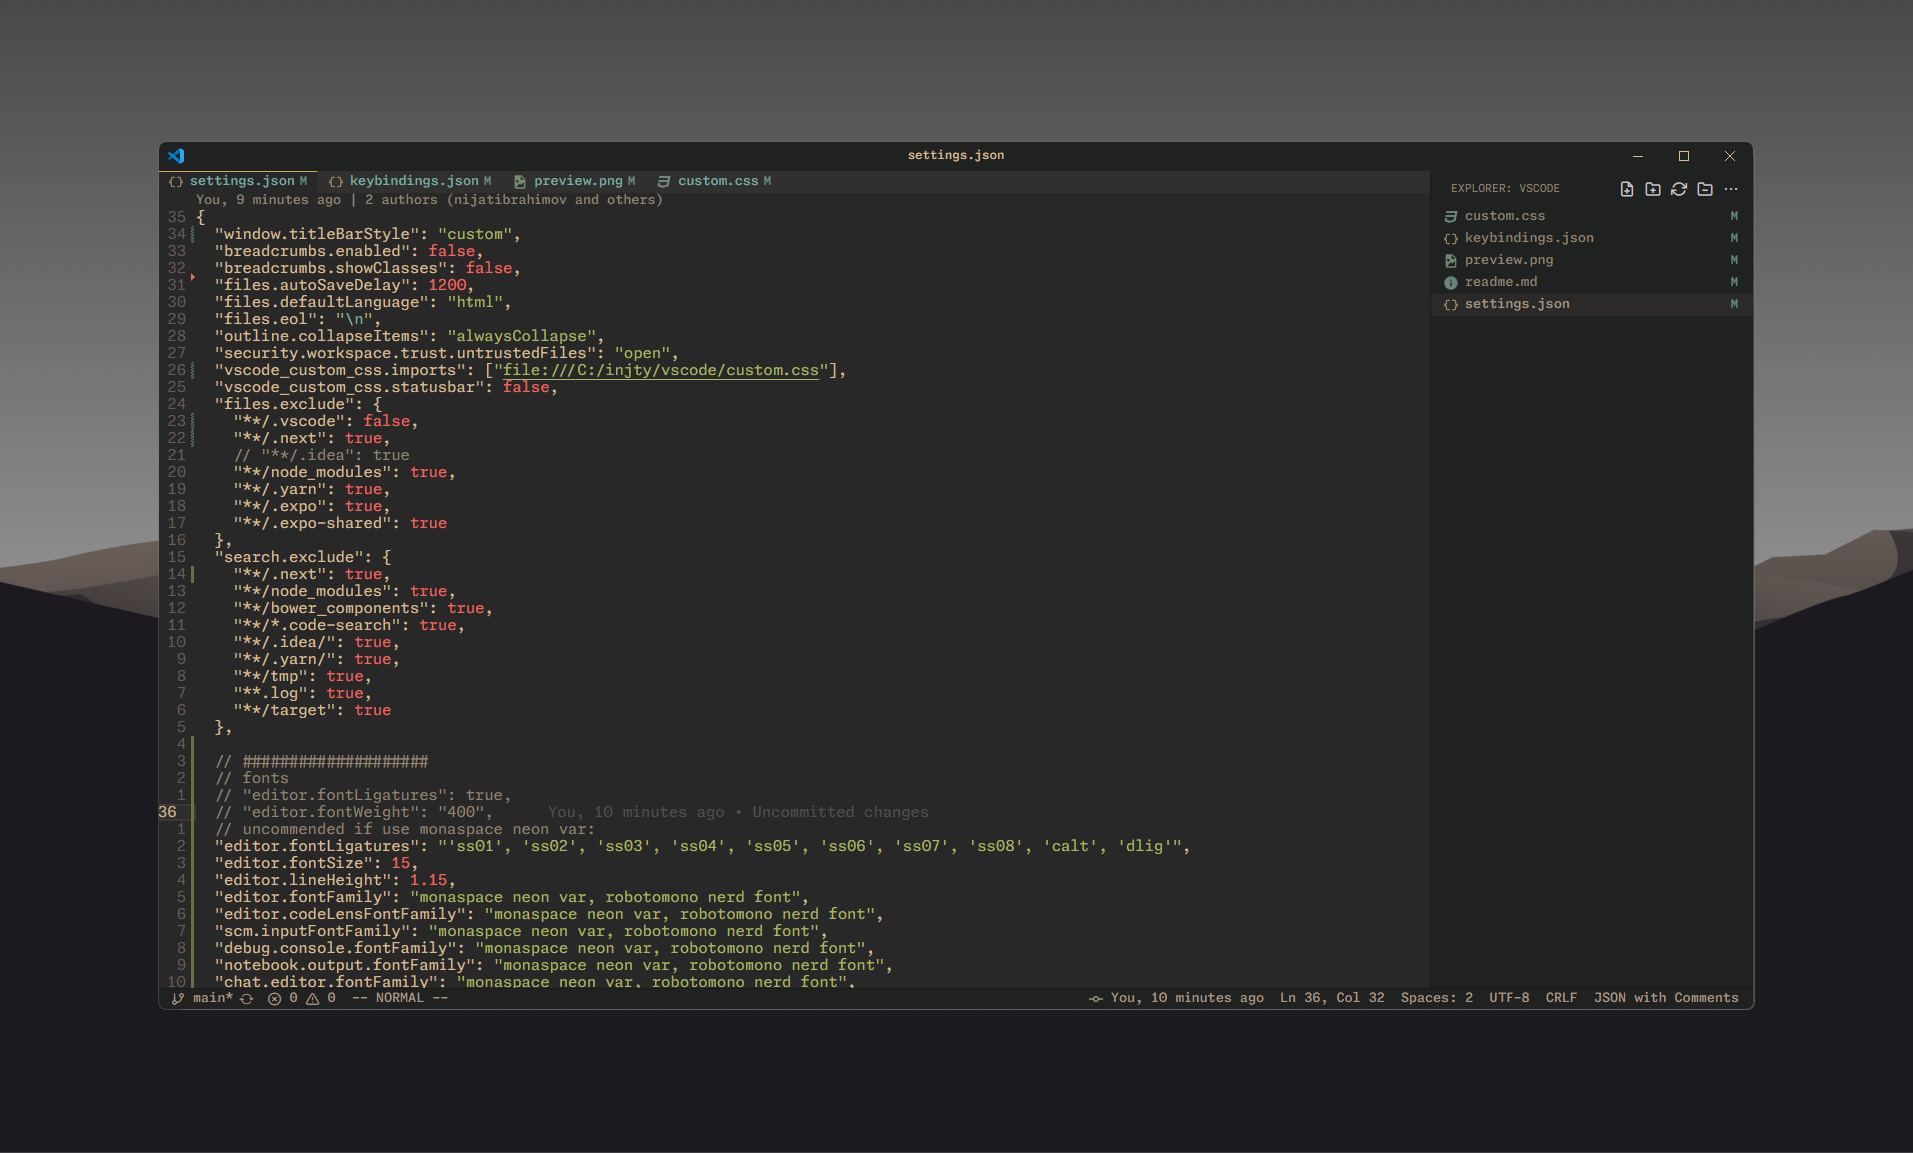 settings.json
{} settings.json M {} keybindings.json M preview.png M custom.css M
You, 9 minutes ago | 2 authors (nijatibrahimov and others)
35 {
34 "window.titleBarStyle": "custom",
33 "breadcrumbs.enabled": false,
32 "breadcrumbs.showClasses": false,
31 "files.autoSaveDelay": 1200,
30 "files.defaultLanguage": "html",
29 "files.eol": "\n",
28 "outline.collapseItems": "alwaysCollapse",
27 "security.workspace.trust.untrustedFiles": "open",
26 "vscode_custom_css.imports": ["file:///C:/injty/vscode/custom.css"],
25 "vscode_custom_css.statusbar": false,
24 "files.exclude": {
23 "**/.vscode": false,
22 "**/.next": true,
21 // "**/.idea": true
20 "**/node_modules": true,
19 "**/.yarn": true,
18 "**/.expo": true,
17 "**/.expo-shared": true
16 },
15 "search.exclude": {
14 "**/.next": true,
13 "**/node_modules": true,
12 "**/bower_components": true,
11 "**/*.code-search": true,
10 "**/.idea/": true,
9 "**/.yarn/": true,
8 "**/tmp": true,
7 "**.log": true,
6 "**/target": true
5 },
4
3 // ####################
2 // fonts
1 // "editor.fontLigatures": true,
36 // "editor.fontWeight": "400", You, 10 minutes ago • Uncommitted changes
1 // uncommended if use monaspace neon var:
2 "editor.fontLigatures": "'ss01', 'ss02', 'ss03', 'ss04', 'ss05', 'ss06', 'ss07', 'ss08', 'calt', 'dlig'",
3 "editor.fontSize": 15,
4 "editor.lineHeight": 1.15,
5 "editor.fontFamily": "monaspace neon var, robotomono nerd font",
6 "editor.codeLensFontFamily": "monaspace neon var, robotomono nerd font",
7 "scm.inputFontFamily": "monaspace neon var, robotomono nerd font",
8 "debug.console.fontFamily": "monaspace neon var, robotomono nerd font",
9 "notebook.output.fontFamily": "monaspace neon var, robotomono nerd font",
10 "chat.editor.fontFamily": "monaspace neon var, robotomono nerd font",
EXPLORER: VSCODE
custom.css M
{} keybindings.json M
preview.png M
readme.md M
{} settings.json M
main* 0 0 -- NORMAL -- You, 10 minutes ago Ln 36, Col 32 Spaces: 2 UTF-8 CRLF JSON with Comments